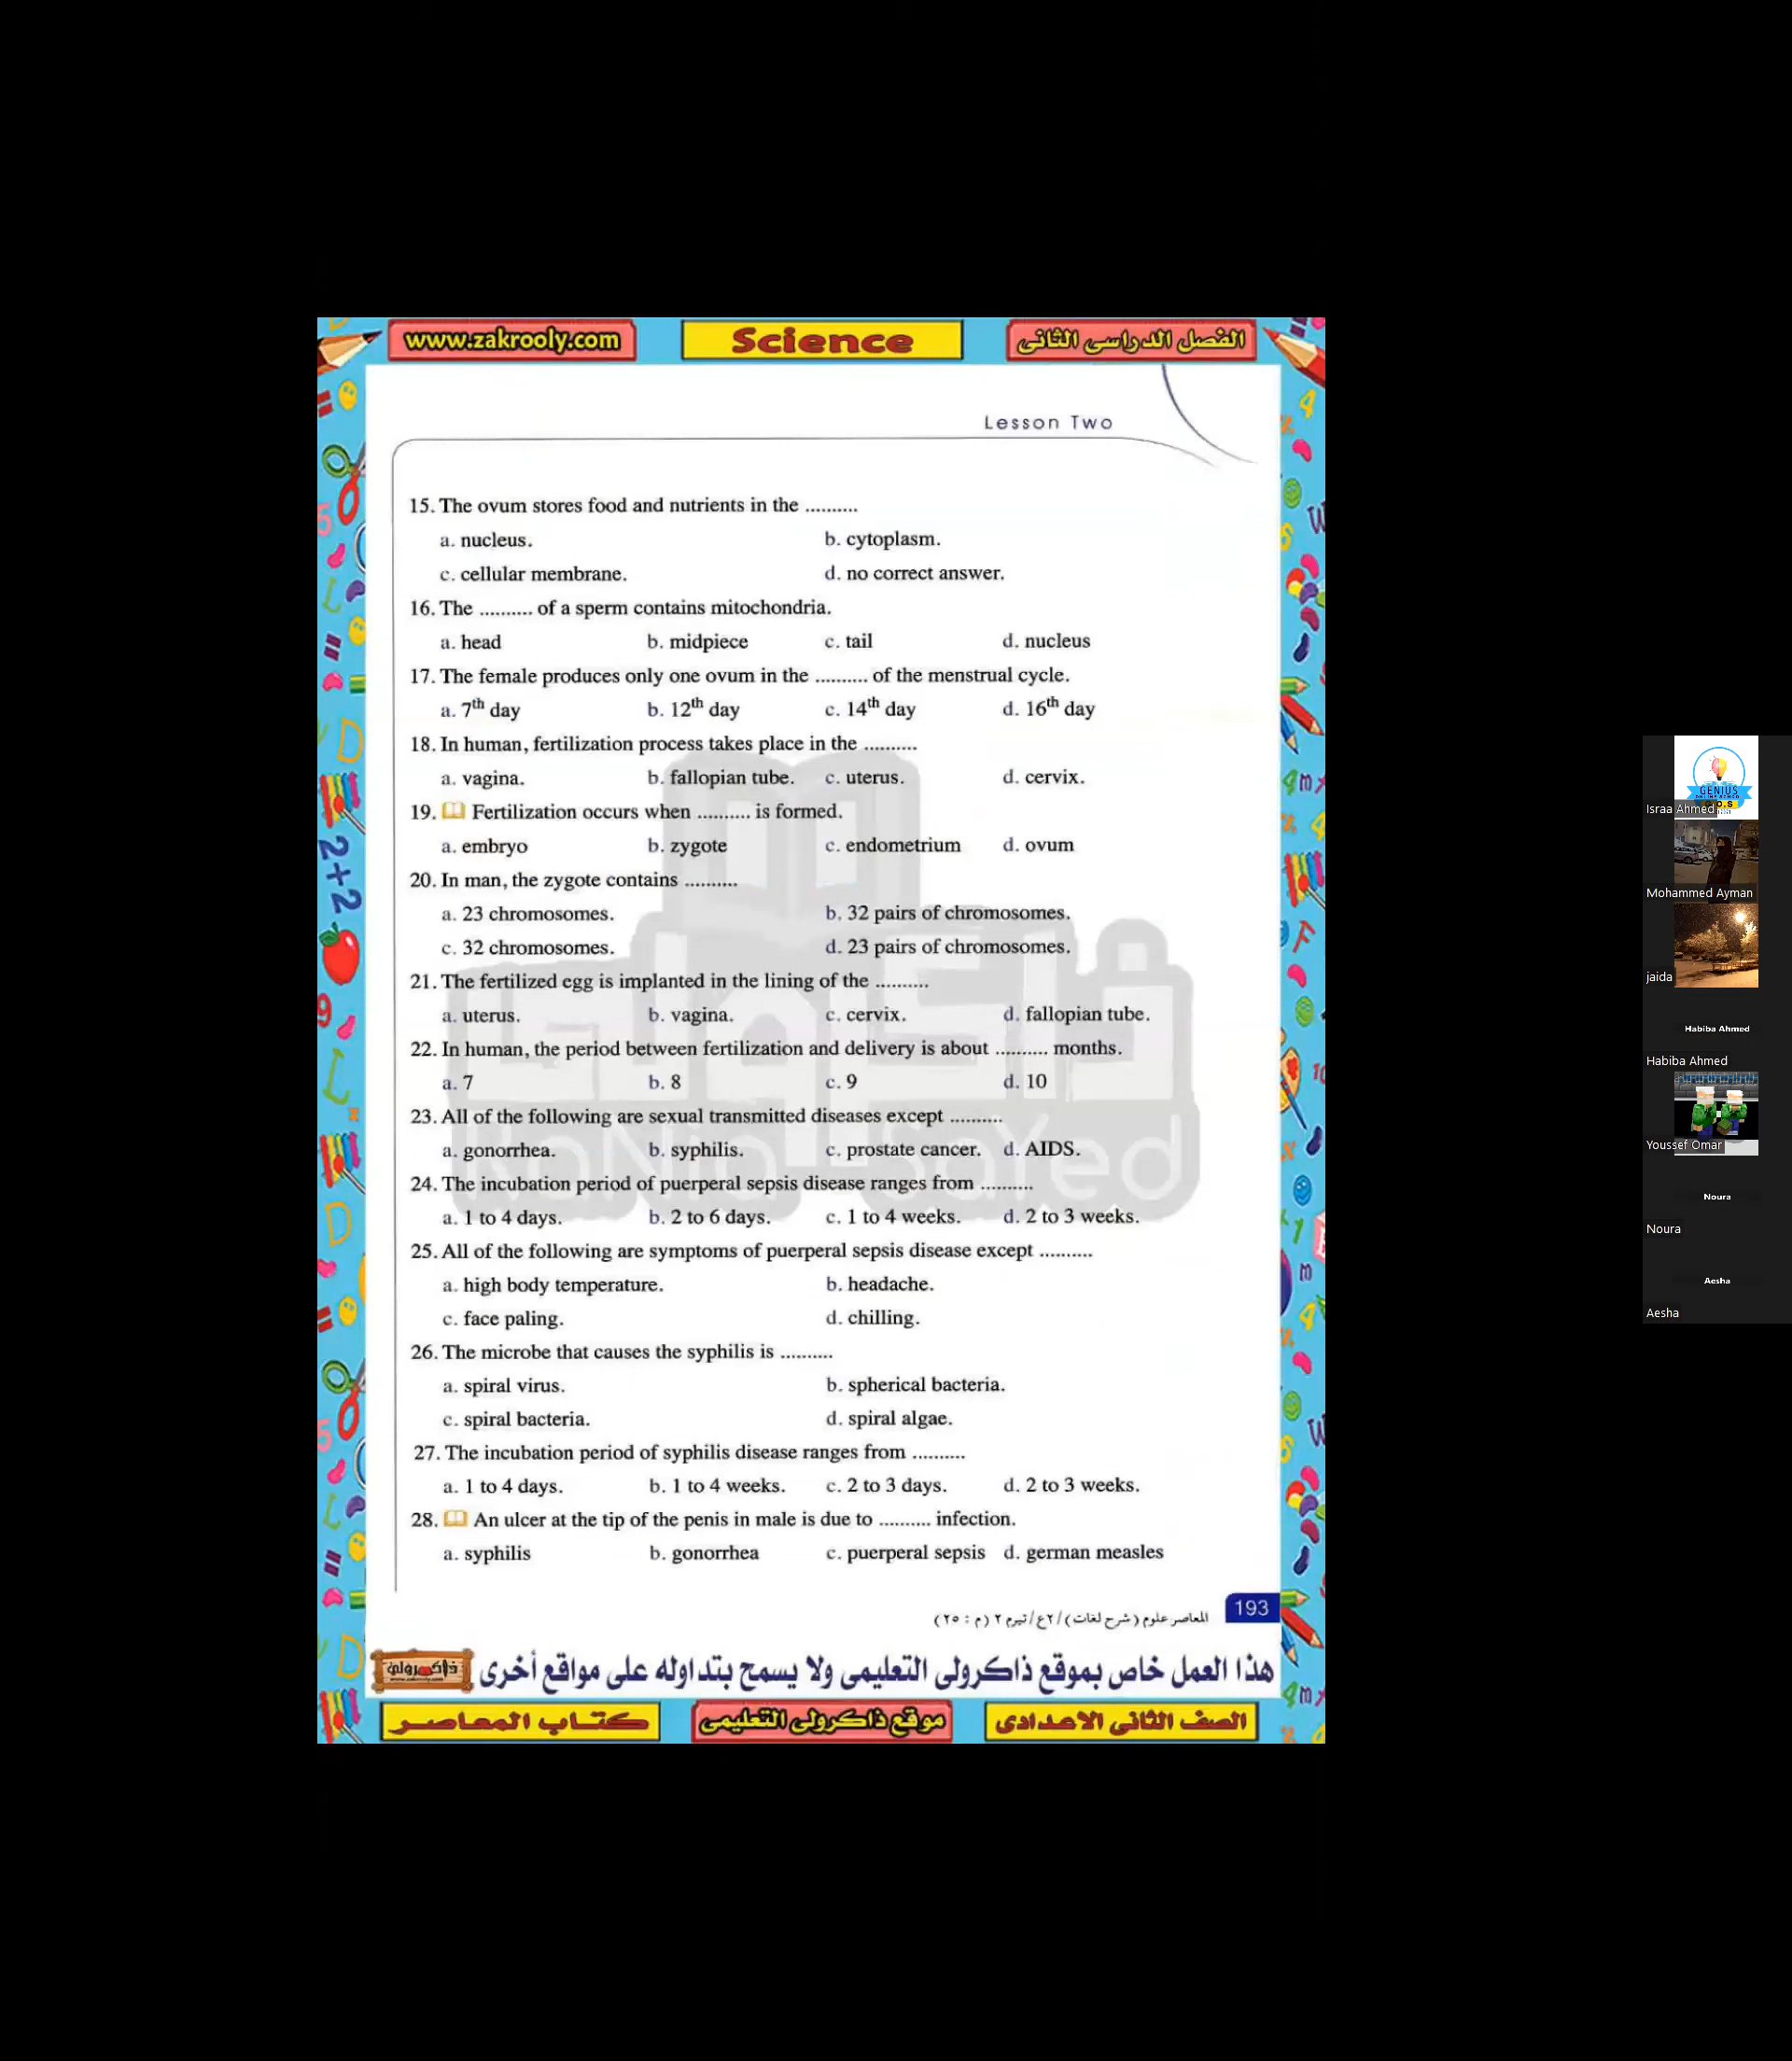 www.zakrooly.com
Science
الفصل الدراسى الثانى
Lesson Two
15. The ovum stores food and nutrients in the ..........
a. nucleus. b. cytoplasm.
c. cellular membrane. d. no correct answer.
16. The .......... of a sperm contains mitochondria.
a. head b. midpiece c. tail d. nucleus
17. The female produces only one ovum in the .......... of the menstrual cycle.
a. 7th day b. 12th day c. 14th day d. 16th day
18. In human, fertilization process takes place in the ..........
a. vagina. b. fallopian tube. c. uterus. d. cervix.
19. Fertilization occurs when .......... is formed.
a. embryo b. zygote c. endometrium d. ovum
20. In man, the zygote contains ..........
a. 23 chromosomes. b. 32 pairs of chromosomes.
c. 32 chromosomes. d. 23 pairs of chromosomes.
21. The fertilized egg is implanted in the lining of the ..........
a. uterus. b. vagina. c. cervix. d. fallopian tube.
22. In human, the period between fertilization and delivery is about .......... months.
a. 7 b. 8 c. 9 d. 10
23. All of the following are sexual transmitted diseases except ..........
a. gonorrhea. b. syphilis. c. prostate cancer. d. AIDS.
24. The incubation period of puerperal sepsis disease ranges from ..........
a. 1 to 4 days. b. 2 to 6 days. c. 1 to 4 weeks. d. 2 to 3 weeks.
25. All of the following are symptoms of puerperal sepsis disease except ..........
a. high body temperature. b. headache.
c. face paling. d. chilling.
26. The microbe that causes the syphilis is ..........
a. spiral virus. b. spherical bacteria.
c. spiral bacteria. d. spiral algae.
27. The incubation period of syphilis disease ranges from ..........
a. 1 to 4 days. b. 1 to 4 weeks. c. 2 to 3 days. d. 2 to 3 weeks.
28. An ulcer at the tip of the penis in male is due to .......... infection.
a. syphilis b. gonorrhea c. puerperal sepsis d. german measles
المعاصر علوم (شرح لغات) / ٢ع / تيرم ٢ (م : ٢٥)
193
هذا العمل خاص بموقع ذاكرولى التعليمى ولا يسمح بتداوله على مواقع أخرى
الصف الثانى الاعدادى
موقع ذاكرولى التعليمى
كتاب المعاصر
GENIUS
Israa Ahmed
Mohammed Ayman
jaida
Habiba Ahmed
Habiba Ahmed
Youssef Omar
Noura
Noura
Aesha
Aesha